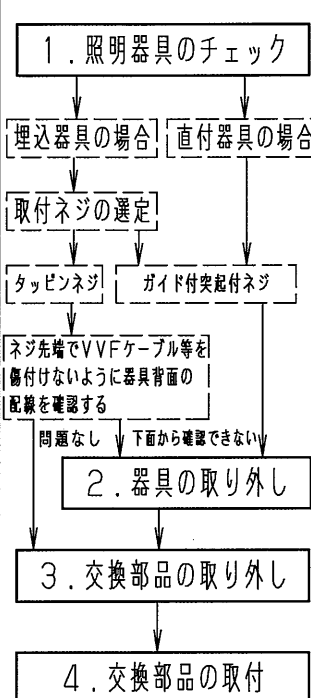 1.照明器具のチェック
埋込器具の場合
直付器具の場合
取付ネジの選定
タッピンネジ
ガイド付突起付ネジ
ネジ先端でVVFケーブル等を
傷付けないように器具背面の
配線を確認する
問題なし
下面から確認できない
2.器具の取り外し
3.交換部品の取り外し
4.交換部品の取付